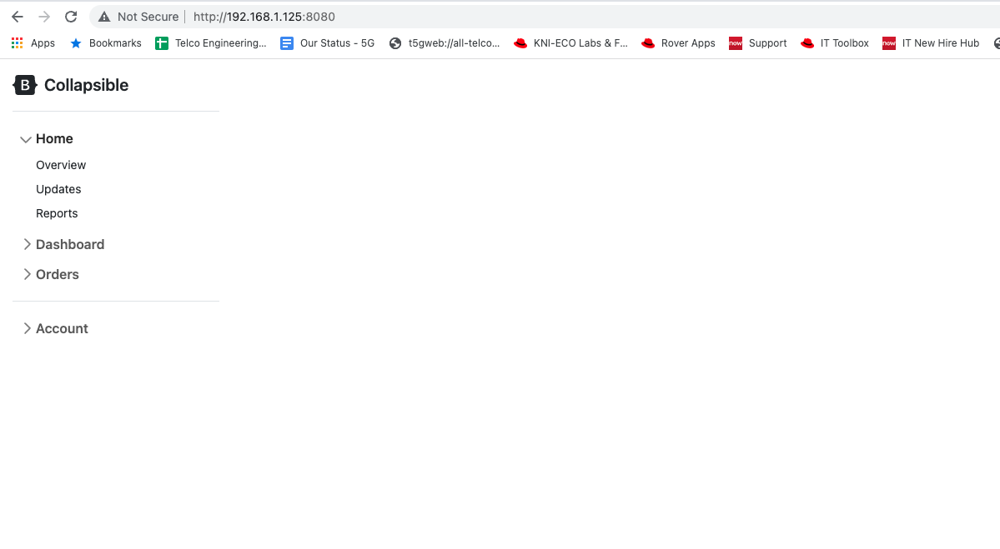 Not Secure http://192.168.1.125:8080
Apps Bookmarks Telco Engineering... Our Status - 5G t5gweb://all-telco... KNI-ECO Labs & F... Rover Apps now Support IT Toolbox now IT New Hire Hub
B Collapsible
Home
Overview
Updates
Reports
Dashboard
Orders
Account